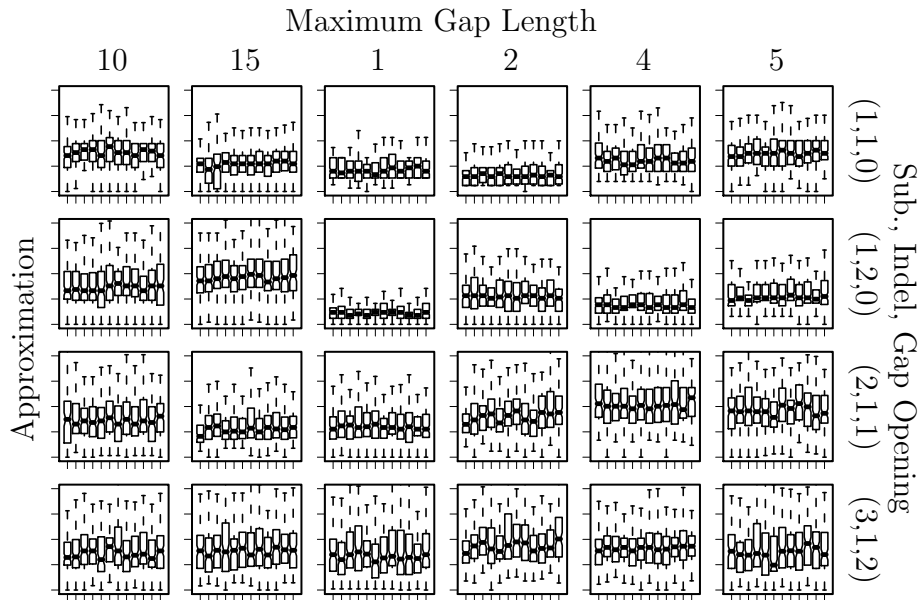 Maximum Gap Length
10 15 1 2 4 5
Approximation
Sub., Indel, Gap Opening
(1,1,0)
(1,2,0)
(2,1,1)
(3,1,2)